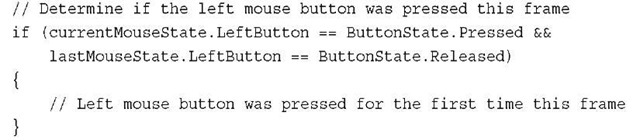 // Determine if the left mouse button was pressed this frame
if (currentMouseState.LeftButton == ButtonState.Pressed &&
    lastMouseState.LeftButton == ButtonState.Released)
{
    // Left mouse button was pressed for the first time this frame
}